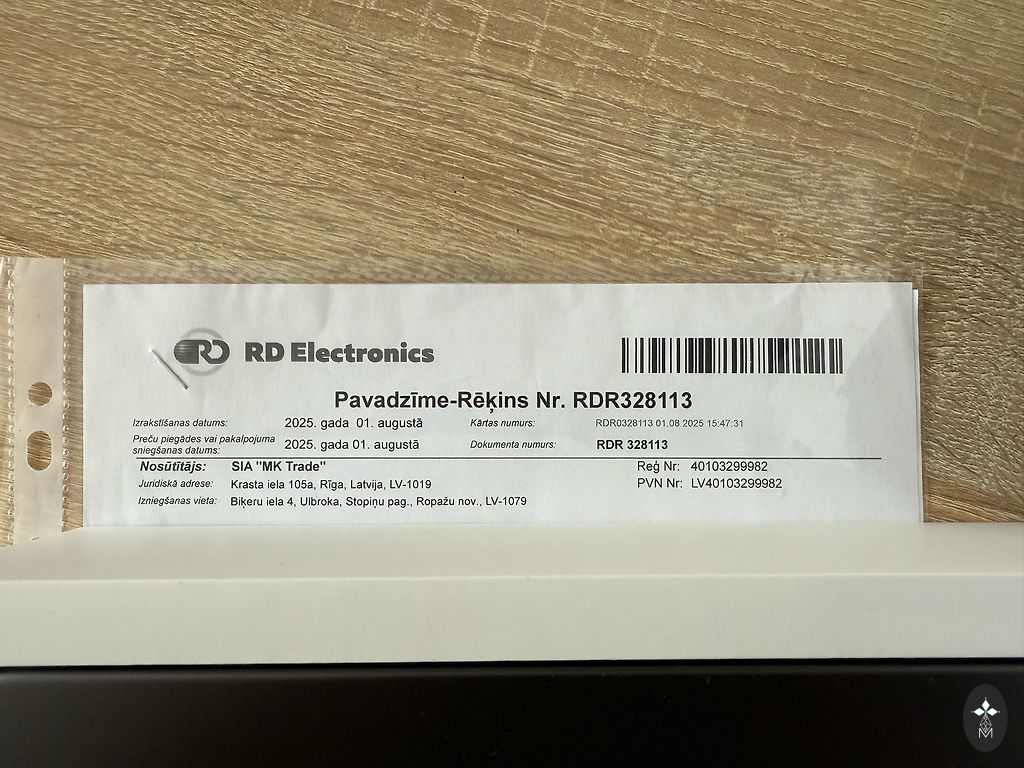 RD RD Electronics
Pavadzīme-Rēķins Nr. RDR328113
Izrakstīšanas datums: 2025. gada 01. augustā Kārtas numurs: RDR0328113 01.08.2025 15:47:31
Preču piegādes vai pakalpojuma
sniegšanas datums: 2025. gada 01. augustā Dokumenta numurs: RDR 328113
Nosūtītājs: SIA "MK Trade" Reģ Nr: 40103299982
Juridiskā adrese: Krasta iela 105a, Rīga, Latvija, LV-1019 PVN Nr: LV40103299982
Izniegšanas vieta: Biķeru iela 4, Ulbroka, Stopiņu pag., Ropažu nov., LV-1079
M